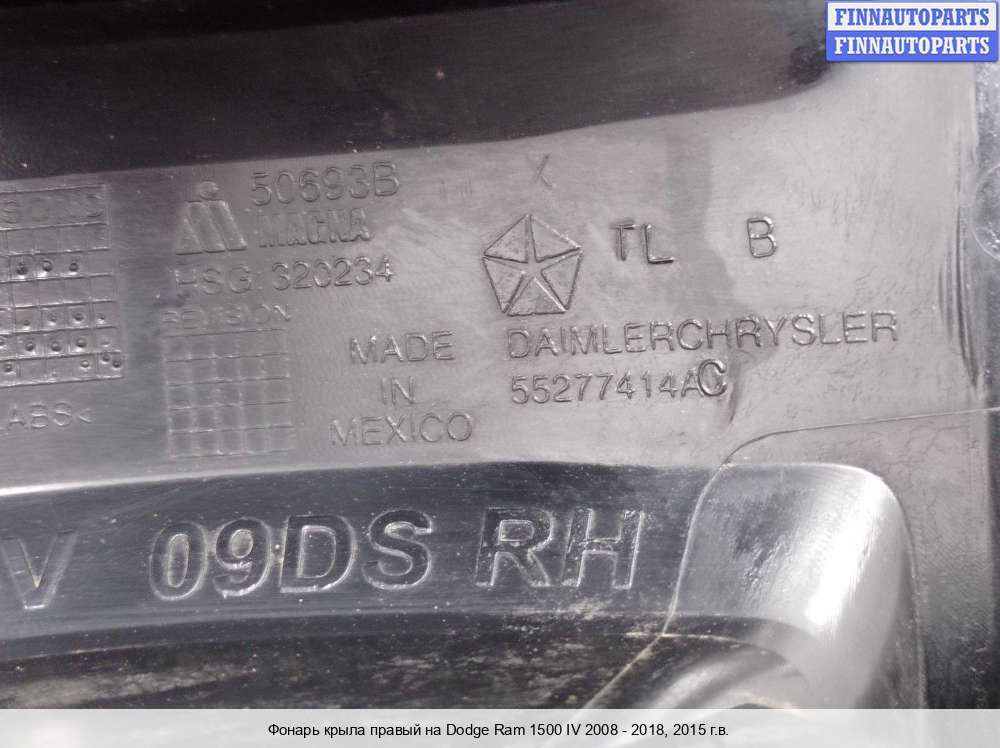 FINNAUTOPARTS
FINNAUTOPARTS
50693B
X
MAGNA
TL B
HSG. 320234
REVISION
MADE
IN
MEXICO
DAIMLERCHRYSLER
55277414AC
ABS<
V 09DS RH
Фонарь крыла правый на Dodge Ram 1500 IV 2008 - 2018, 2015 г.в.